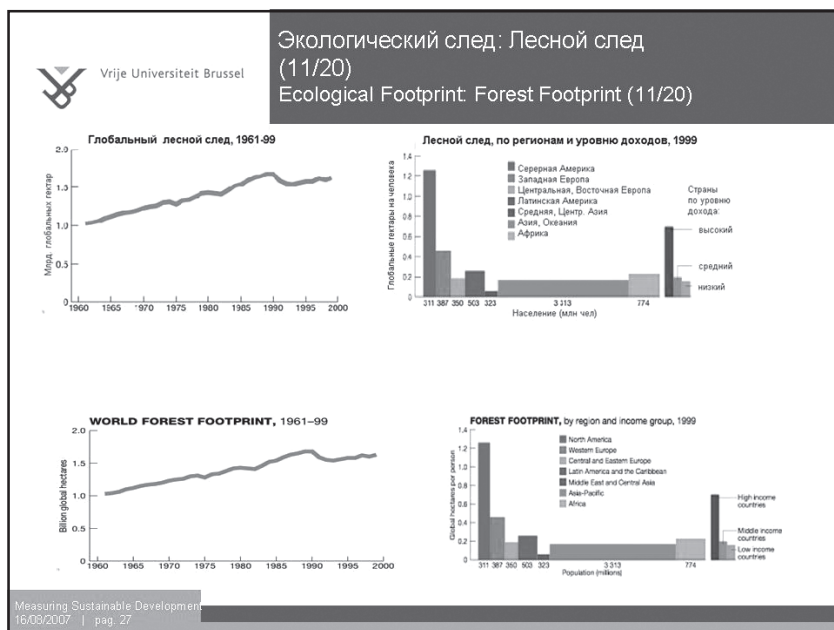 Экологический след: Лесной след
(11/20)
Ecological Footprint: Forest Footprint (11/20)
Vrije Universiteit Brussel
Глобальный лесной след, 1961-99
Млрд. глобальных гектар
2.0
1.5
1.0
0.5
0
1960 1965 1970 1975 1980 1985 1990 1995 2000
Лесной след, по регионам и уровню доходов, 1999
Глобальные гектары на человека
1.4
1.2
1.0
0.8
0.6
0.4
0.2
0
Серерная Америка
Западная Европа
Центральная, Восточная Европа
Латинская Америка
Средняя, Центр. Азия
Азия, Океания
Африка
Страны
по уровню
дохода:
высокий
средний
низкий
311 387 350 503 323 3 313 774
Население (млн чел)
WORLD FOREST FOOTPRINT, 1961–99
Billion global hectares
2.0
1.5
1.0
0.5
0
1960 1965 1970 1975 1980 1985 1990 1995 2000
FOREST FOOTPRINT, by region and income group, 1999
Global hectares per person
1.4
1.2
1.0
0.8
0.6
0.4
0.2
0
North America
Western Europe
Central and Eastern Europe
Latin America and the Caribbean
Middle East and Central Asia
Asia-Pacific
Africa
High income
countries
Middle income
countries
Low income
countries
311 387 350 503 323 3 313 774
Population (millions)
Measuring Sustainable Development
16/03/2007 | pag. 27